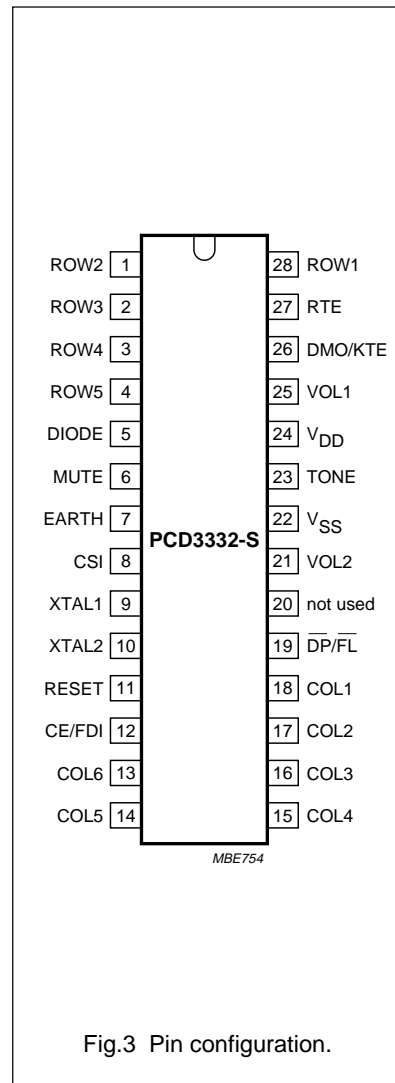 ROW2 1 28 ROW1
ROW3 2 27 RTE
ROW4 3 26 DMO/KTE
ROW5 4 25 VOL1
DIODE 5 24 VDD
MUTE 6 23 TONE
EARTH 7 22 VSS
PCD3332-S
CSI 8 21 VOL2
XTAL1 9 20 not used
XTAL2 10 19 D̅P̅/F̅L̅
RESET 11 18 COL1
CE/FDI 12 17 COL2
COL6 13 16 COL3
COL5 14 15 COL4
MBE754
Fig.3 Pin configuration.